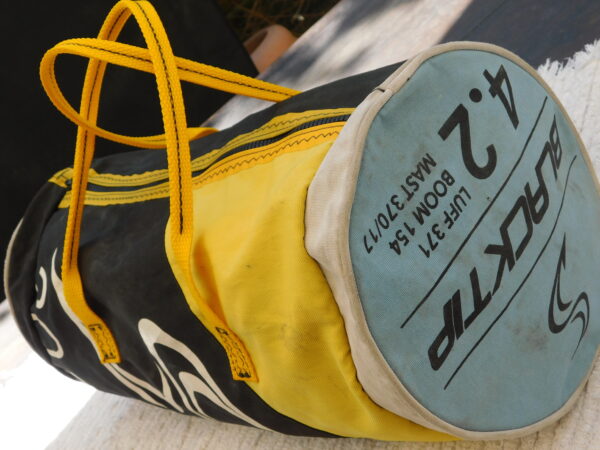 4.2
LUFF 371
BOOM 154
MAST 370/17
BLACKTIP